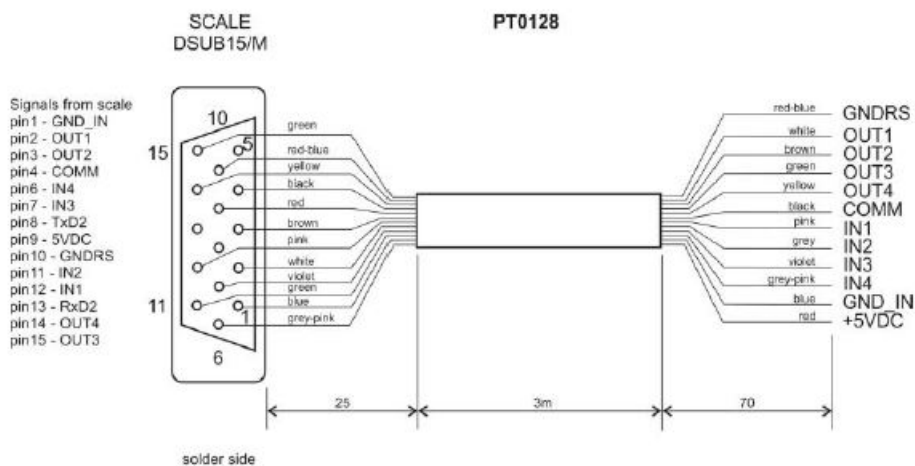 SCALE
DSUB15/M
PT0128
Signals from scale
pin1 - GND_IN
pin2 - OUT1
pin3 - OUT2
pin4 - COMM
pin6 - IN4
pin7 - IN3
pin8 - TxD2
pin9 - 5VDC
pin10 - GNDRS
pin11 - IN2
pin12 - IN1
pin13 - RxD2
pin14 - OUT4
pin15 - OUT3
10
15
5
11
1
6
green
red-blue
yellow
black
red
brown
pink
white
violet
green
blue
grey-pink
red-blue GNDRS
white OUT1
brown OUT2
green OUT3
yellow OUT4
black COMM
pink IN1
grey IN2
violet IN3
grey-pink IN4
blue GND_IN
red +5VDC
25
3m
70
solder side